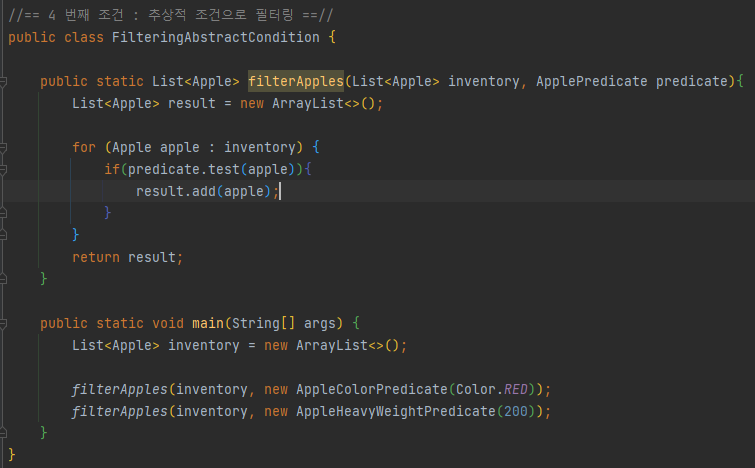 //== 4 번째 조건 : 추상적 조건으로 필터링 ==//
public class FilteringAbstractCondition {
public static List<Apple> filterApples(List<Apple> inventory, ApplePredicate predicate){
List<Apple> result = new ArrayList<>();
for (Apple apple : inventory) {
if(predicate.test(apple)){
result.add(apple);
}
}
return result;
}
public static void main(String[] args) {
List<Apple> inventory = new ArrayList<>();
filterApples(inventory, new AppleColorPredicate(Color.RED));
filterApples(inventory, new AppleHeavyWeightPredicate(200));
}
}